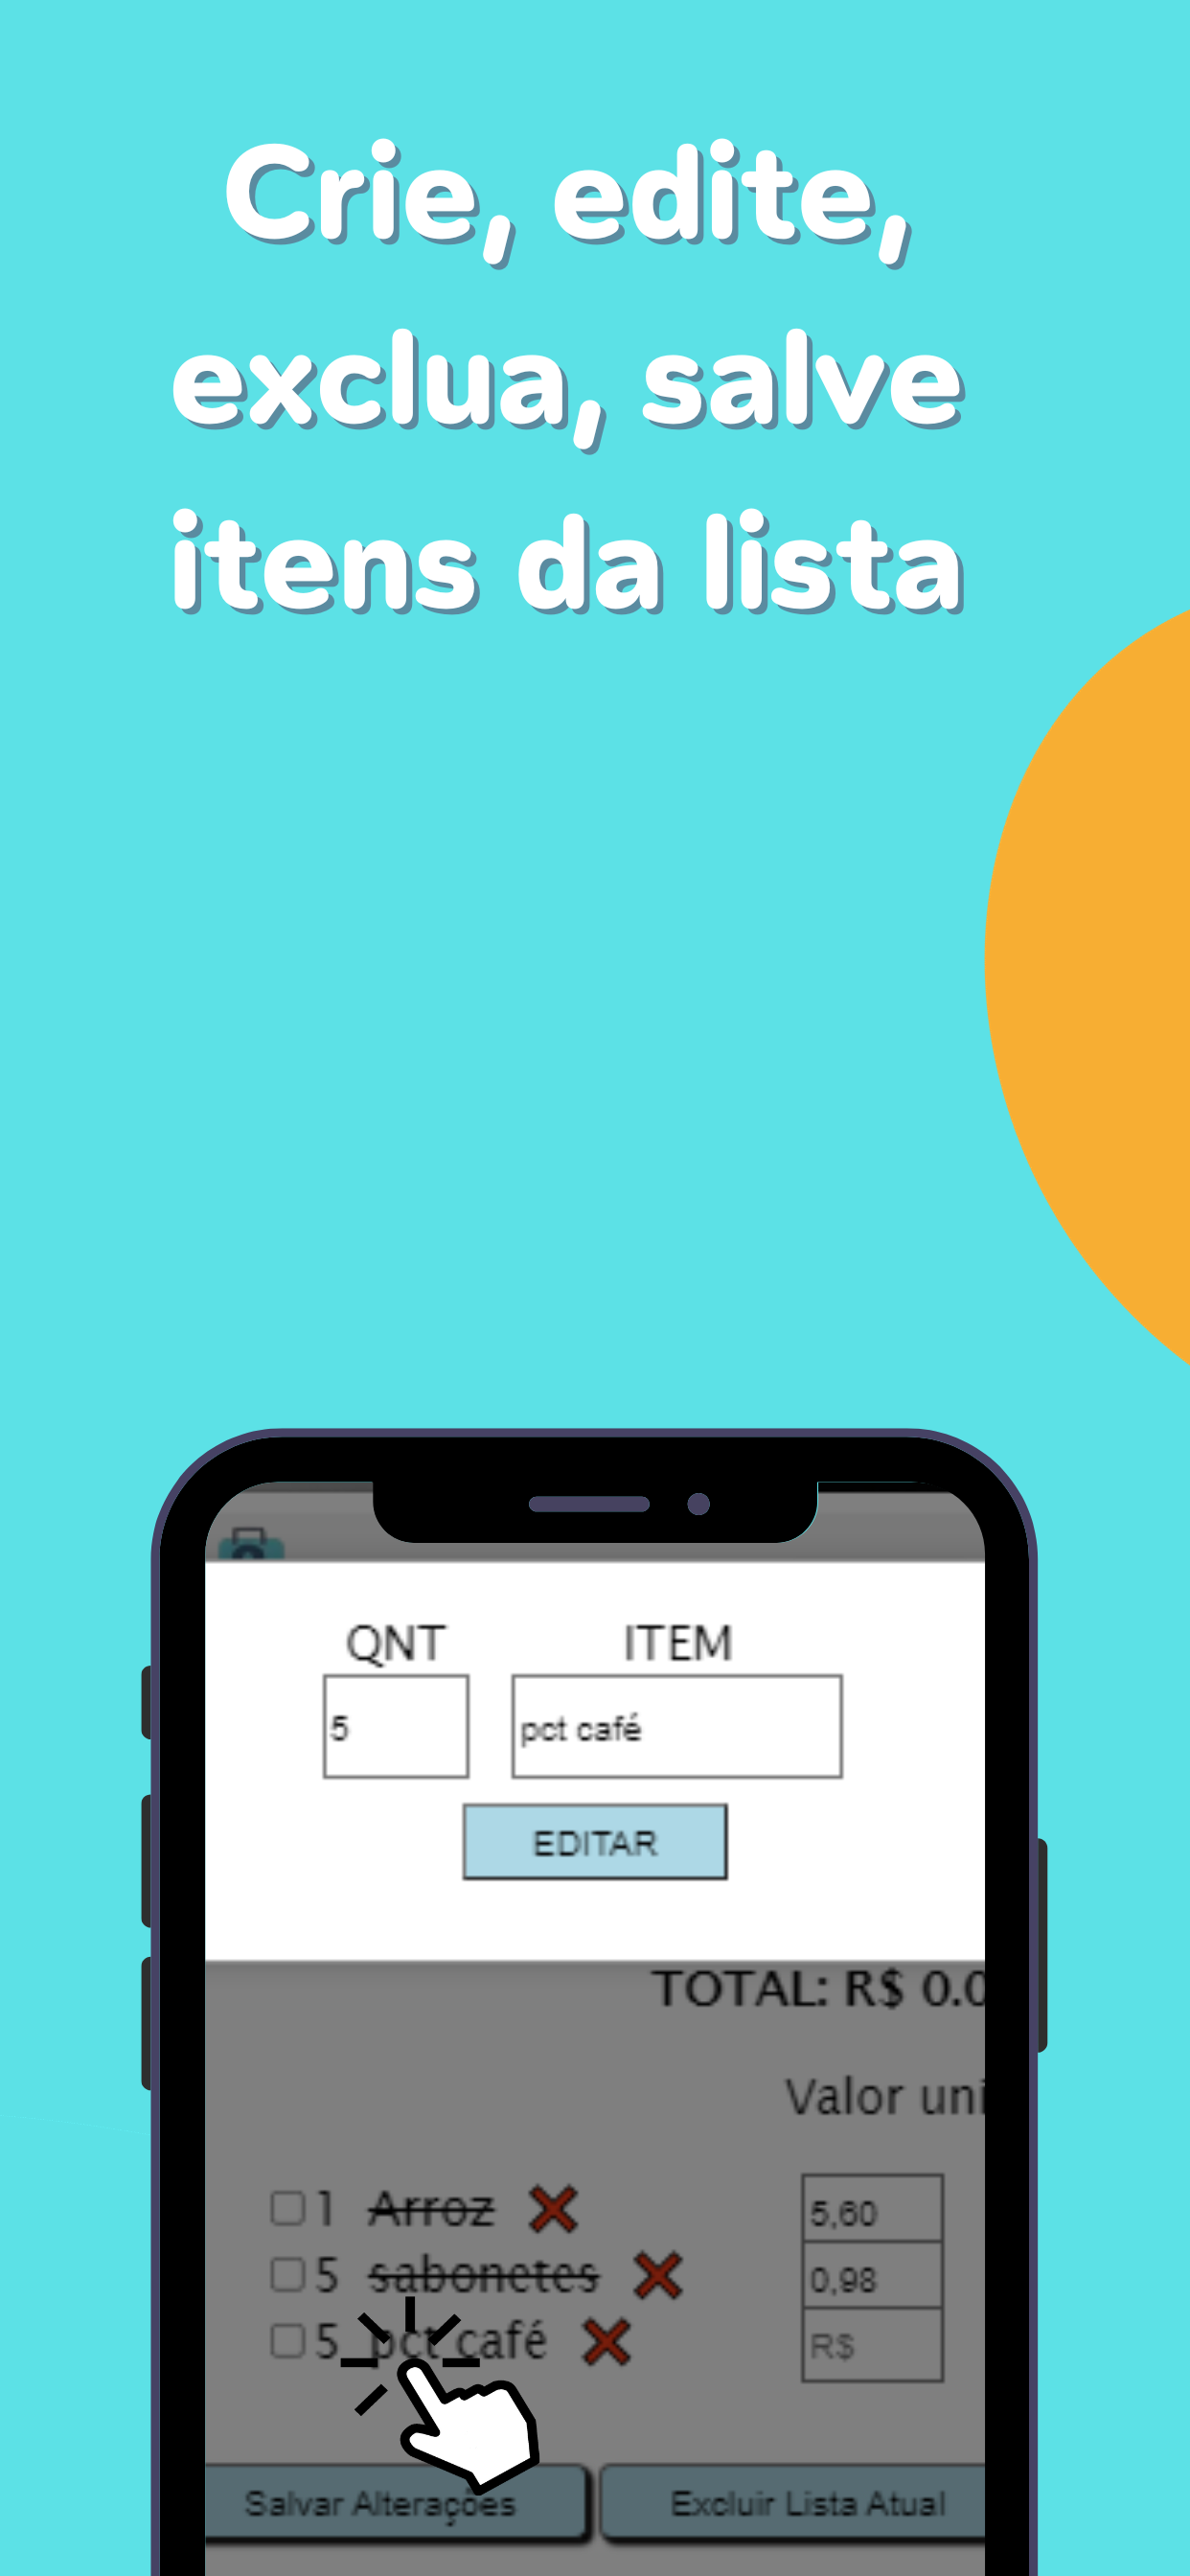 Crie, edite,
exclua, salve
itens da lista
QNT ITEM
5 pct café
EDITAR
TOTAL: R$ 0.0
Valor uni
1 Arroz 5,60
5 sabonetes 0,98
5 pct café R$
Salvar Alterações Excluir Lista Atual